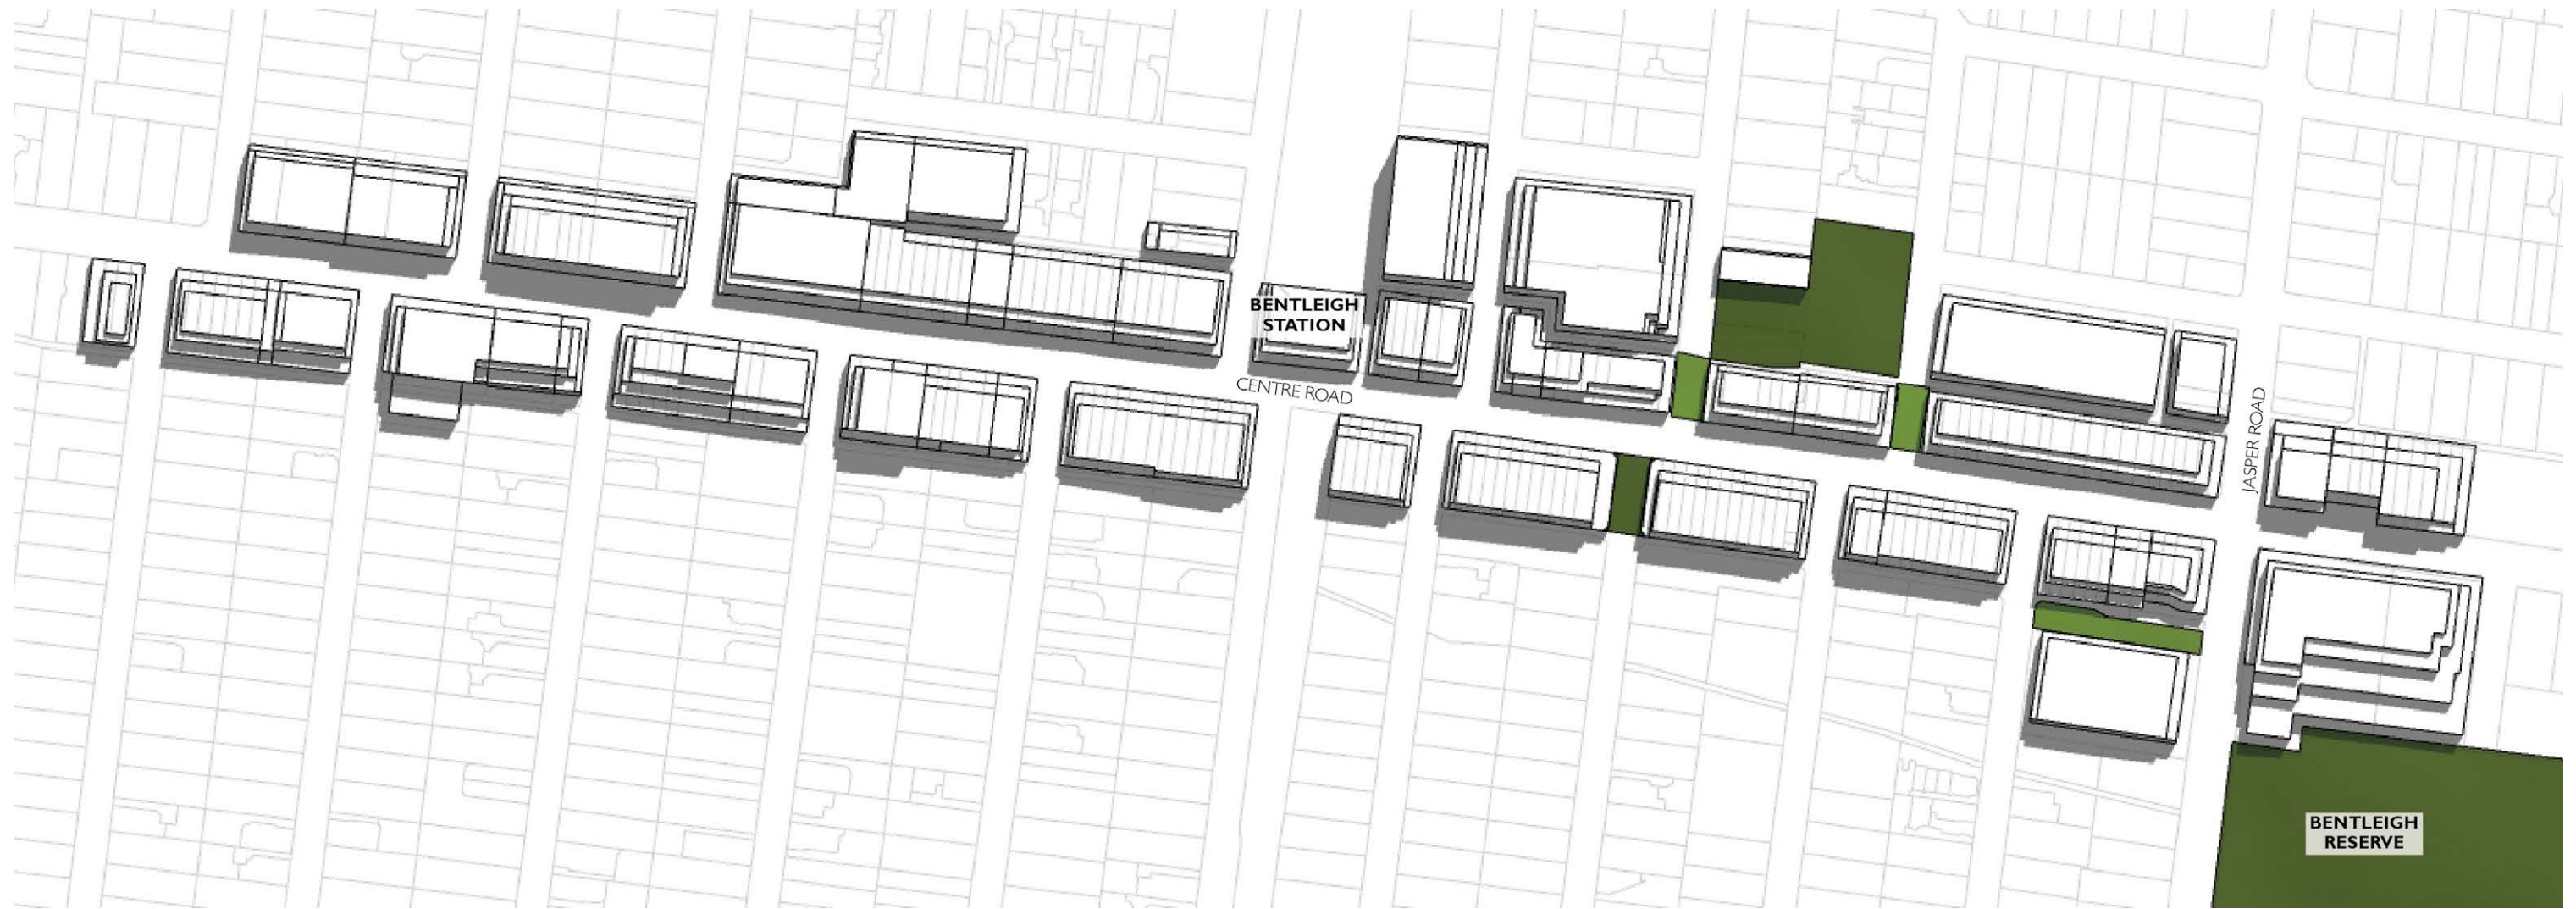 BENTLEIGH
STATION
CENTRE ROAD
JASPER ROAD
BENTLEIGH
RESERVE